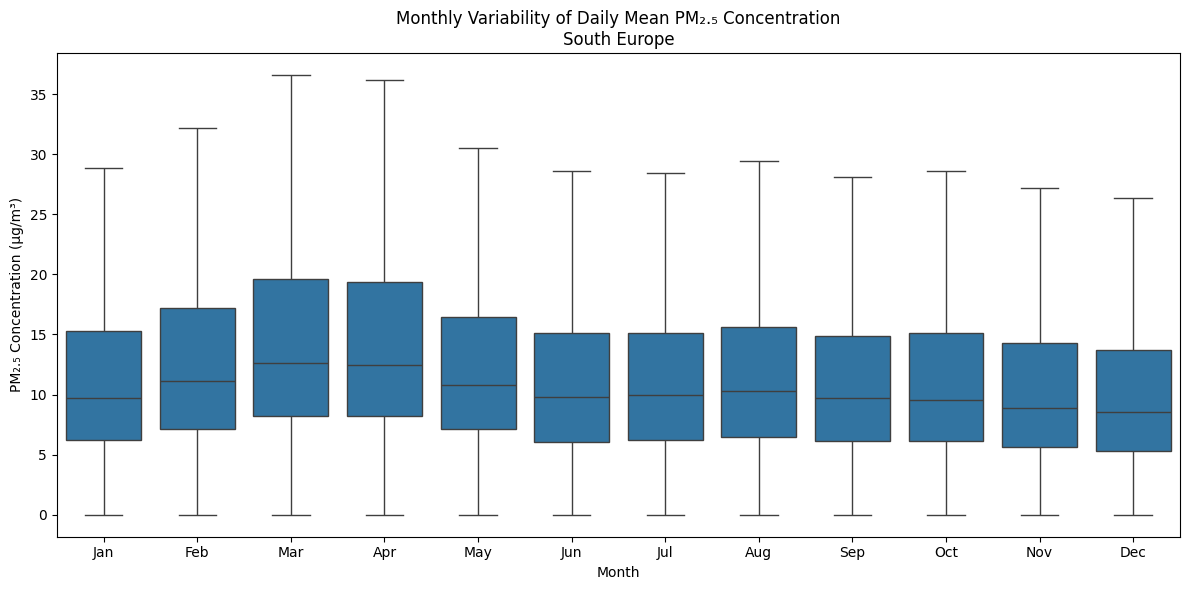 Monthly Variability of Daily Mean PM₂.₅ Concentration
South Europe
PM₂.₅ Concentration (µg/m³)
35
30
25
20
15
10
5
0
Jan Feb Mar Apr May Jun Jul Aug Sep Oct Nov Dec
Month